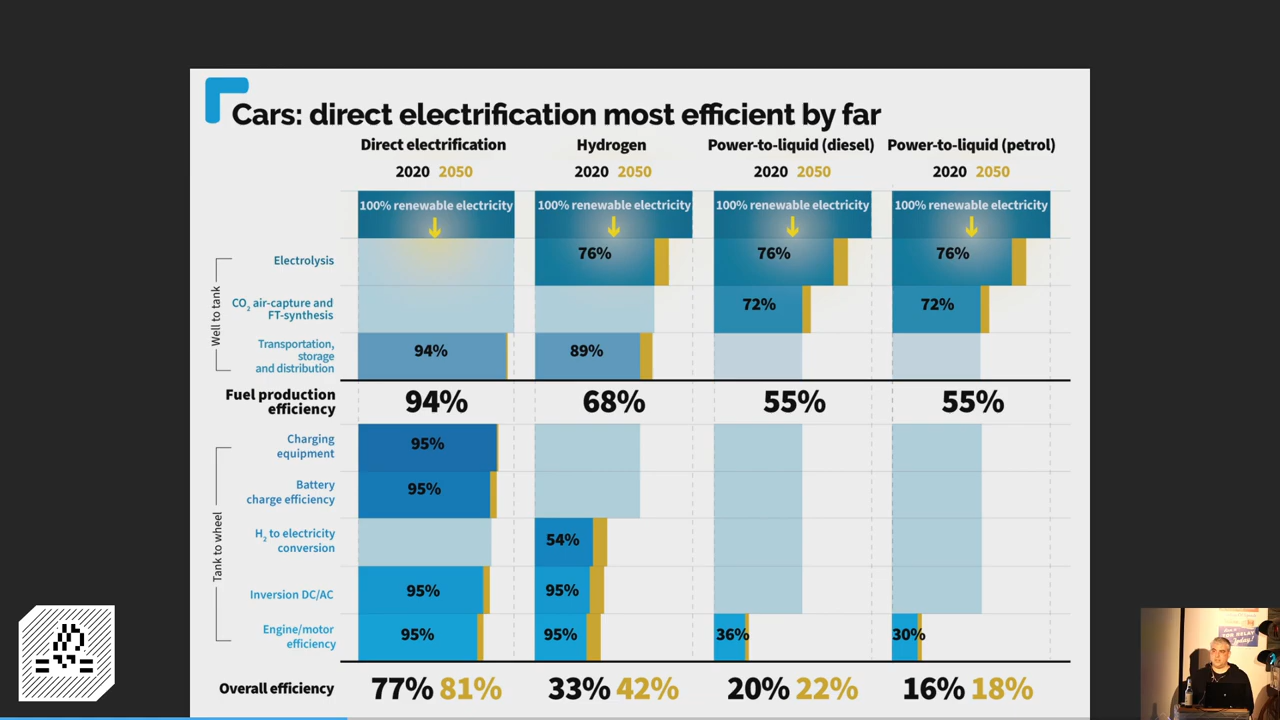 Cars: direct electrification most efficient by far
Direct electrification
Hydrogen
Power-to-liquid (diesel)
Power-to-liquid (petrol)
2020 2050
2020 2050
2020 2050
2020 2050
100% renewable electricity
100% renewable electricity
100% renewable electricity
100% renewable electricity
Well to tank
Electrolysis
76%
76%
76%
CO2 air-capture and
FT-synthesis
72%
72%
Transportation,
storage
and distribution
94%
89%
Fuel production
efficiency
94%
68%
55%
55%
Tank to wheel
Charging
equipment
95%
Battery
charge efficiency
95%
H2 to electricity
conversion
54%
Inversion DC/AC
95%
95%
Engine/motor
efficiency
95%
95%
36%
30%
Overall efficiency
77% 81%
33% 42%
20% 22%
16% 18%